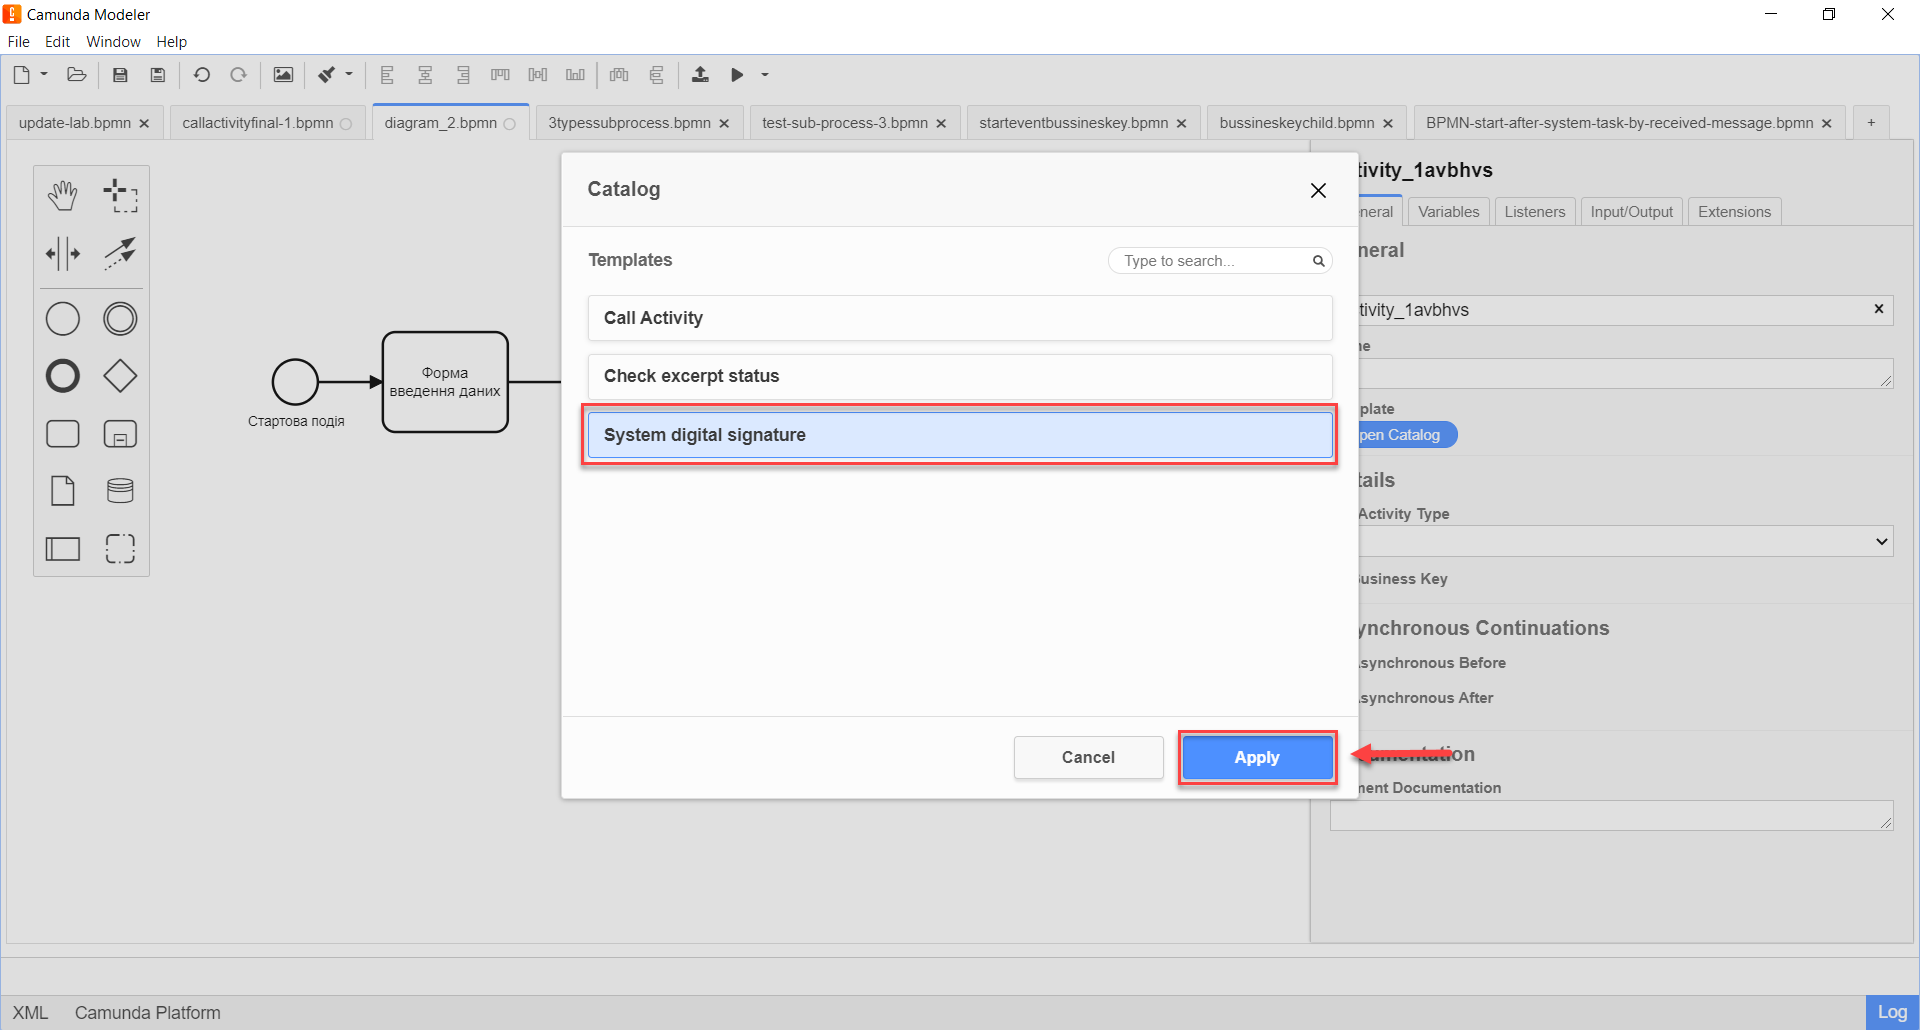 Camunda Modeler
File Edit Window Help
update-lab.bpmn
callactivityfinal-1.bpmn
diagram_2.bpmn
3typessubprocess.bpmn
test-sub-process-3.bpmn
starteventbussineskey.bpmn
bussineskeychild.bpmn
BPMN-start-after-system-task-by-received-message.bpmn
+
Стартова подія
Форма
введення даних
Catalog
Templates
Type to search...
Call Activity
Check excerpt status
System digital signature
Cancel
Apply
tivity_1avbhvs
neral
Variables
Listeners
Input/Output
Extensions
neral
tivity_1avbhvs
ne
plate
pen Catalog
tails
Activity Type
usiness Key
ynchronous Continuations
synchronous Before
synchronous After
umentation
nent Documentation
XML
Camunda Platform
Log